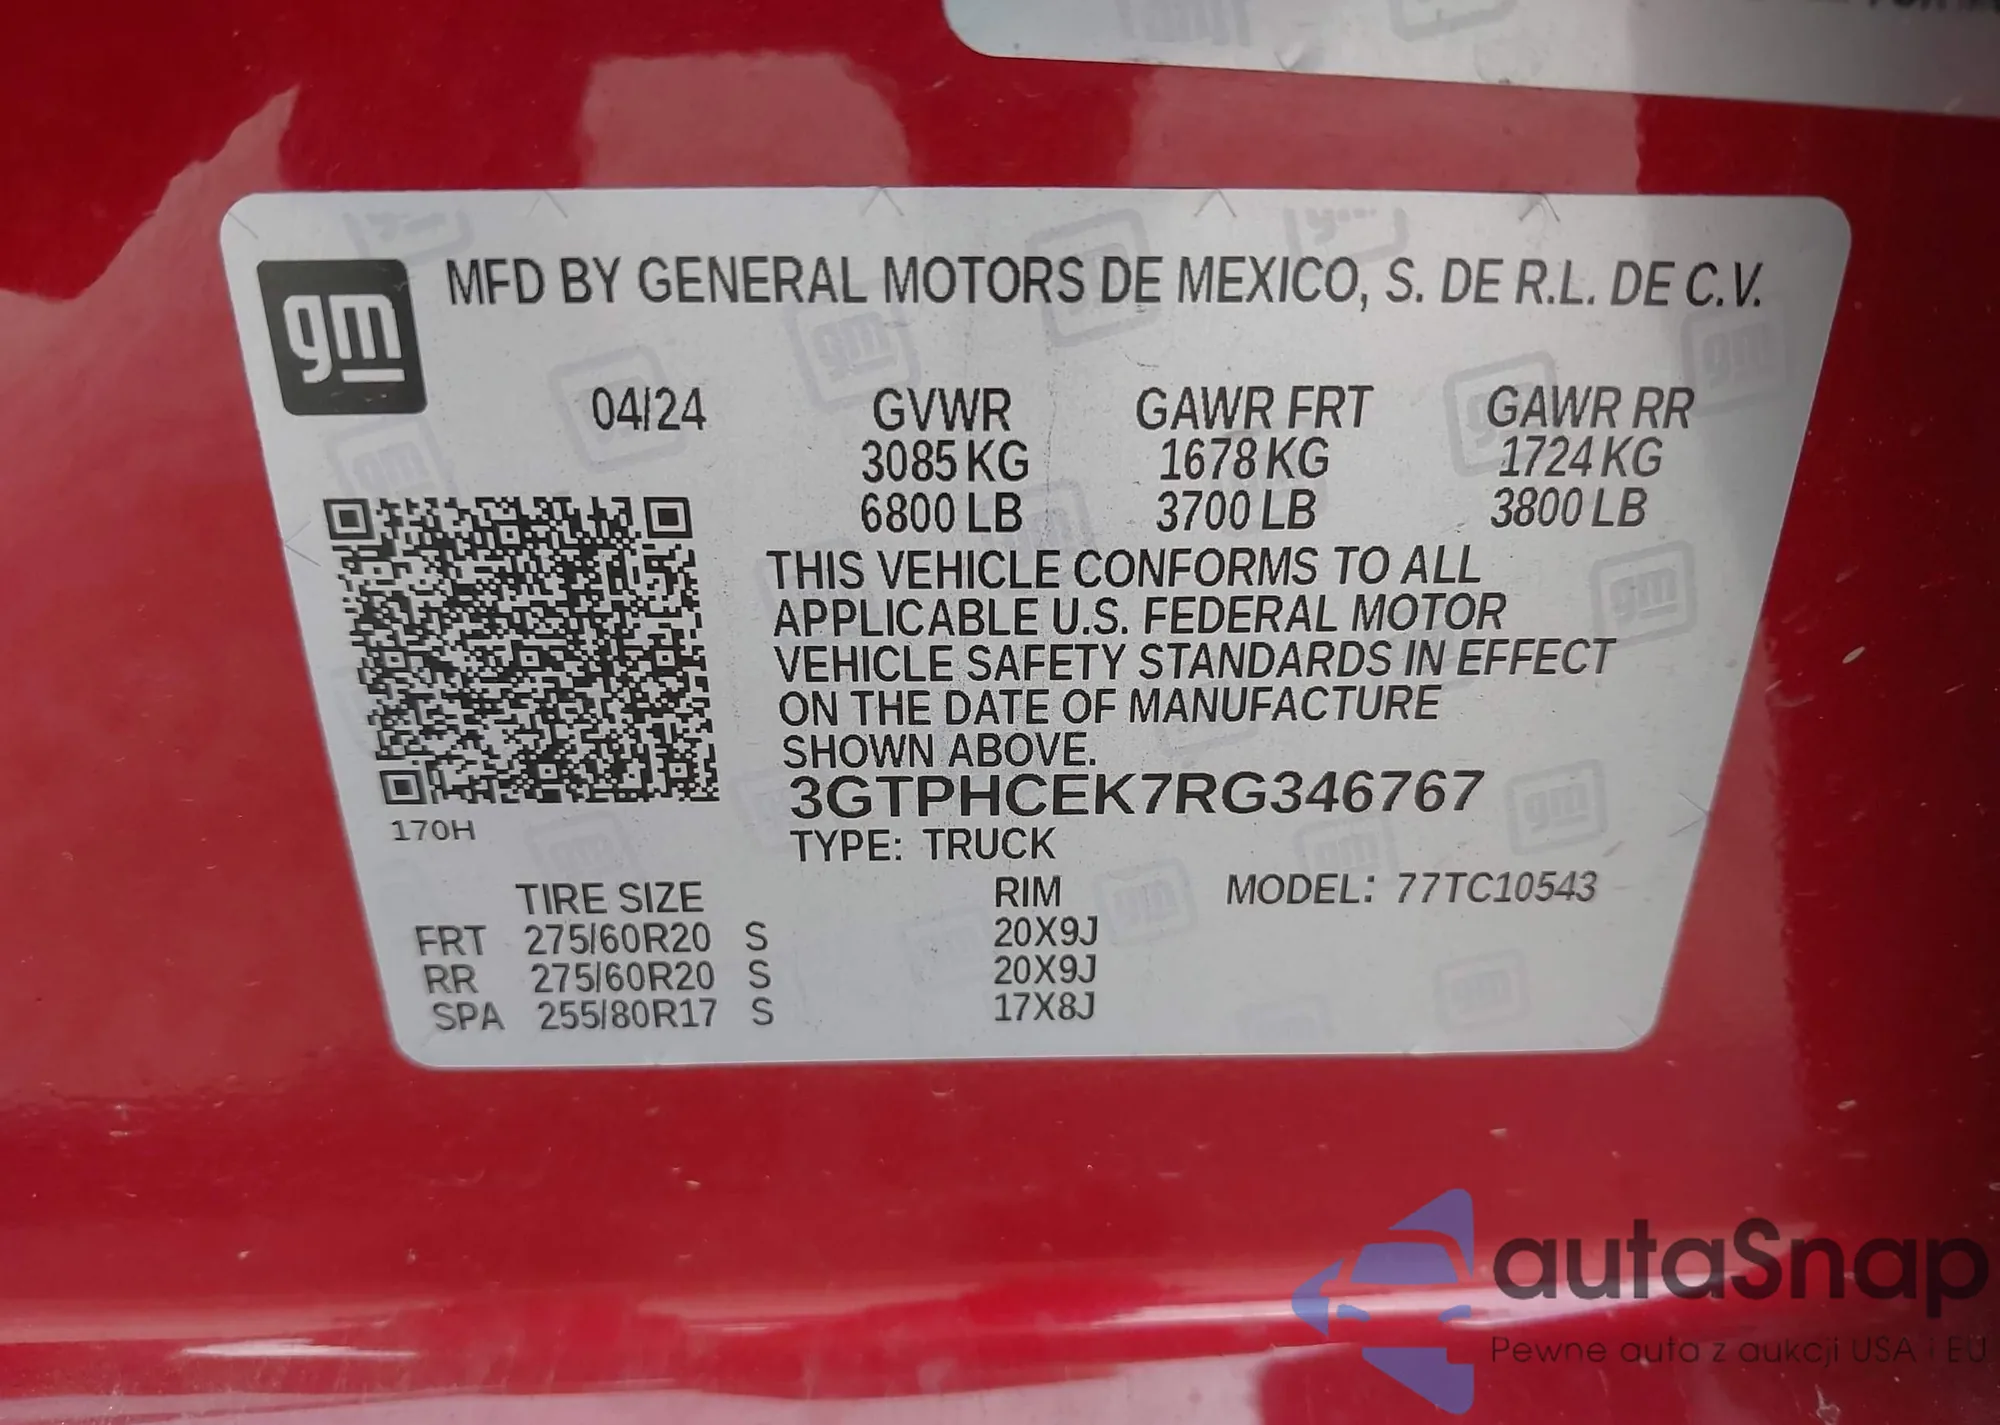 gm
MFD BY GENERAL MOTORS DE MEXICO, S. DE R.L. DE C.V.
04/24 GVWR GAWR FRT GAWR RR
3085 KG 1678 KG 1724 KG
6800 LB 3700 LB 3800 LB
THIS VEHICLE CONFORMS TO ALL
APPLICABLE U.S. FEDERAL MOTOR
VEHICLE SAFETY STANDARDS IN EFFECT
ON THE DATE OF MANUFACTURE
SHOWN ABOVE.
3GTPHCEK7RG346767
170H
TYPE: TRUCK
TIRE SIZE RIM MODEL: 77TC10543
FRT 275/60R20 S 20X9J
RR 275/60R20 S 20X9J
SPA 255/80R17 S 17X8J
autaSnap
Pewne auta z aukcji USA i EU